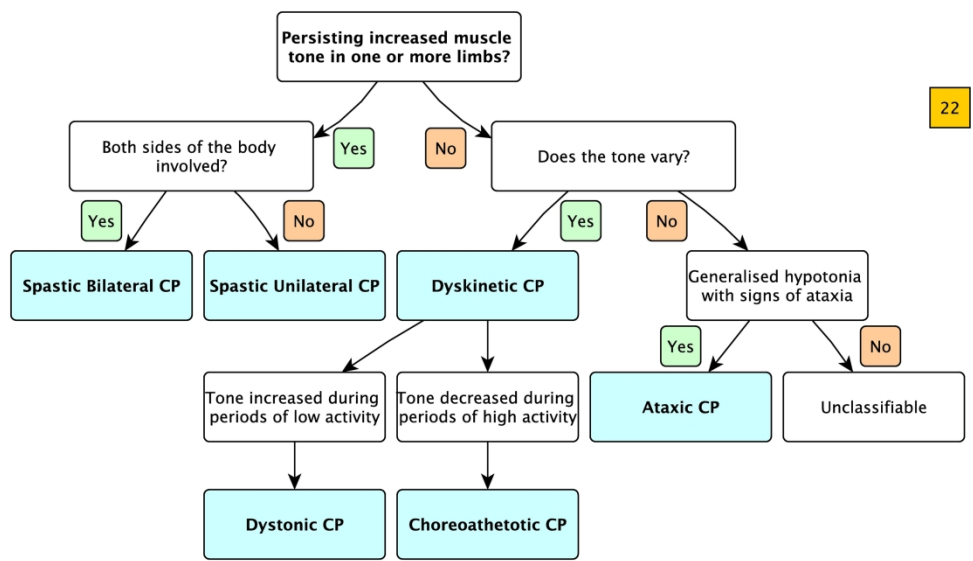 Persisting increased muscle
tone in one or more limbs?
22
Both sides of the body
involved?
Yes
No
Does the tone vary?
Yes
No
Yes
No
Spastic Bilateral CP
Spastic Unilateral CP
Dyskinetic CP
Generalised hypotonia
with signs of ataxia
Yes
No
Tone increased during
periods of low activity
Tone decreased during
periods of high activity
Ataxic CP
Unclassifiable
Dystonic CP
Choreoathetotic CP